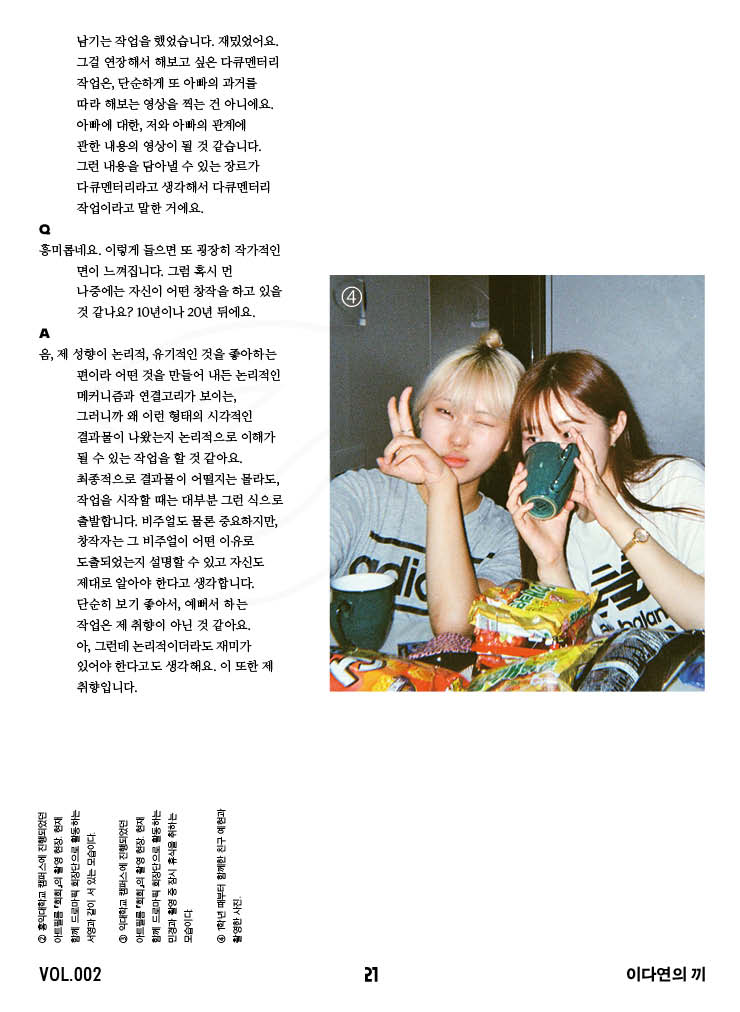 남기는 작업을 했었습니다. 재밌었어요.
그걸 연장해서 해보고 싶은 다큐멘터리
작업은, 단순하게 또 아빠의 과거를
따라 해보는 영상을 찍는 건 아니에요.
아빠에 대한, 저와 아빠의 관계에
관한 내용의 영상이 될 것 같습니다.
그런 내용을 담아낼 수 있는 장르가
다큐멘터리라고 생각해서 다큐멘터리
작업이라고 말한 거에요.
Q
흥미롭네요. 이렇게 들으면 또 굉장히 작가적인
면이 느껴집니다. 그럼 혹시 먼
나중에는 자신이 어떤 창작을 하고 있을
것 같나요? 10년이나 20년 뒤에요.
A
음, 제 성향이 논리적, 유기적인 것을 좋아하는
편이라 어떤 것을 만들어 내든 논리적인
메커니즘과 연결고리가 보이는,
그러니까 왜 이런 형태의 시각적인
결과물이 나왔는지 논리적으로 이해가
될 수 있는 작업을 할 것 같아요.
최종적으로 결과물이 어떨지는 몰라도,
작업을 시작할 때는 대부분 그런 식으로
출발합니다. 비주얼도 물론 중요하지만,
창작자는 그 비주얼이 어떤 이유로
도출되었는지 설명할 수 있고 자신도
제대로 알아야 한다고 생각합니다.
단순히 보기 좋아서, 예뻐서 하는
작업은 제 취향이 아닌 것 같아요.
아, 그런데 논리적이더라도 재미가
있어야 한다고도 생각해요. 이 또한 제
취향입니다.
④
adid
balance
② 홍익대학교 캠퍼스에 진행되었던
아트필름 『회희』의 촬영 현장. 현재
함께 드로마픽 회장단으로 활동하는
서영과 같이 서 있는 모습이다.
③ 익대학교 캠퍼스에 진행되었던
아트필름 『회희』의 촬영 현장. 현재
함께 드로마픽 회장단으로 활동하는
민경과 촬영 중 잠시 휴식을 취하는
모습이다.
④ 1학년 때부터 함께한 친구 예현과
촬영한 사진.
VOL.002
21
이다연의 끼